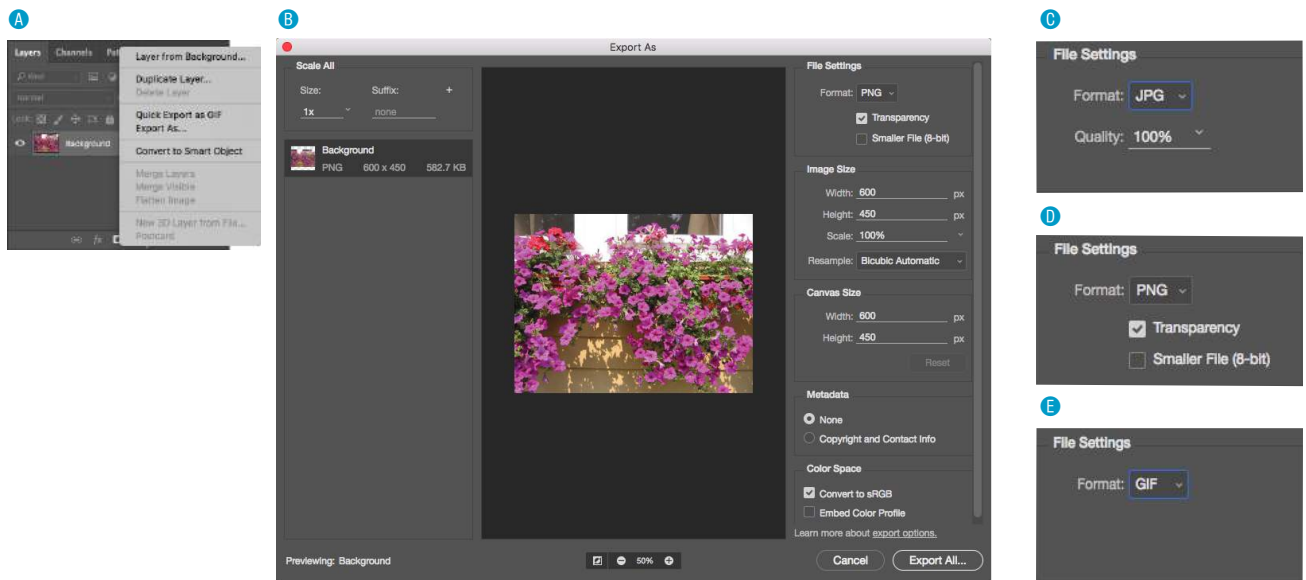 A
Layers Channels Pat
Layer from Background...
Duplicate Layer...
Delete Layer
Quick Export as GIF
Export As...
Convert to Smart Object
Merge Layers
Merge Visible
Flatten Image
New 3D Layer from File...
Postcard
Kind
Normal
Lock:
Background
fx
B
Export As
Scale All
Size: Suffix: +
1x none
Background
PNG 600 x 450 582.7 KB
Previewing: Background
50%
File Settings
Format: PNG
Transparency
Smaller File (8-bit)
Image Size
Width: 600 px
Height: 450 px
Scale: 100%
Resample: Bicubic Automatic
Canvas Size
Width: 600 px
Height: 450 px
Reset
Metadata
None
Copyright and Contact Info
Color Space
Convert to sRGB
Embed Color Profile
Learn more about export options.
Cancel Export All...
C
File Settings
Format: JPG
Quality: 100%
D
File Settings
Format: PNG
Transparency
Smaller File (8-bit)
E
File Settings
Format: GIF